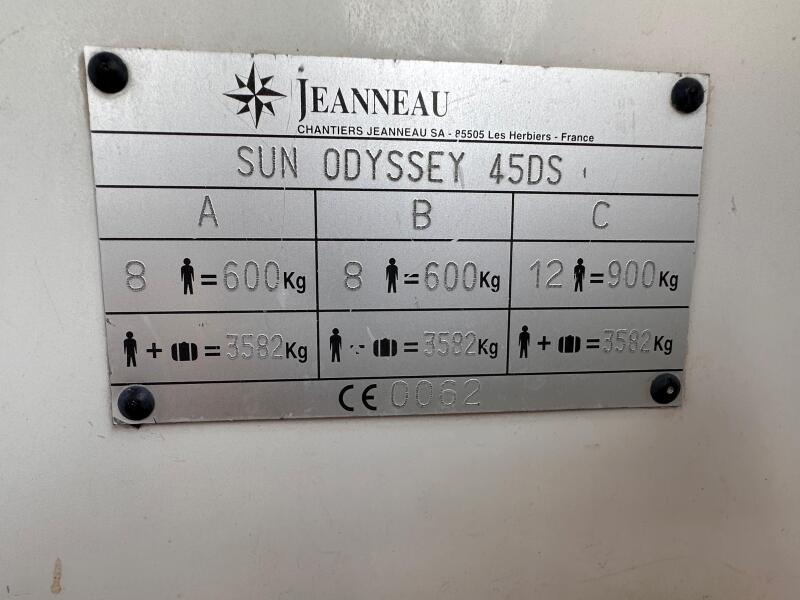 JEANNEAU
CHANTIERS JEANNEAU SA - 85505 Les Herbiers - France
SUN ODYSSEY 45DS
A B C
8 =600Kg 8 =600Kg 12 =900Kg
+ =3582Kg - =3582Kg + =3582Kg
CE 0062